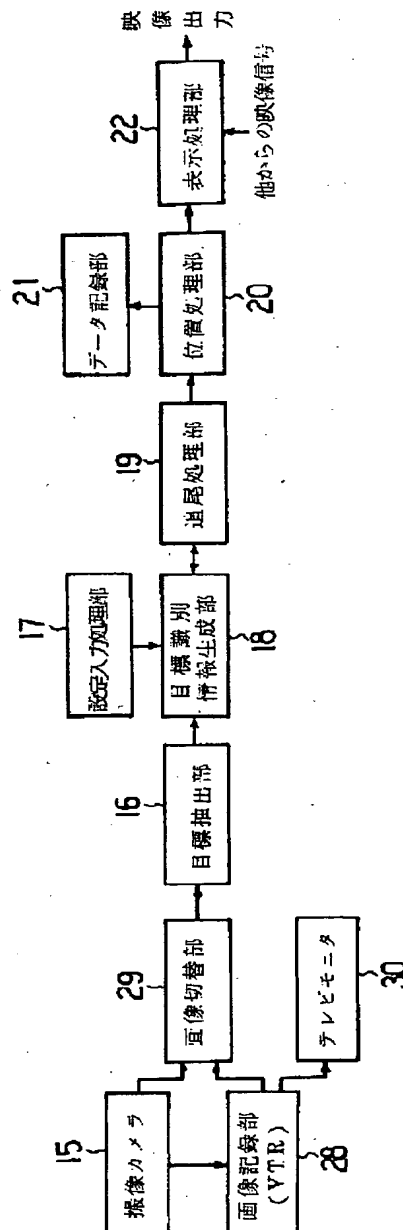 15
撮像カメラ
28
画像記録部
(VTR)
29
画像切替部
30
テレビモニタ
16
目標抽出部
17
設定入力処理部
18
目標識別
情報生成部
19
追尾処理部
20
位置処理部
21
データ記録部
22
表示処理部
他からの映像信号
映像出力